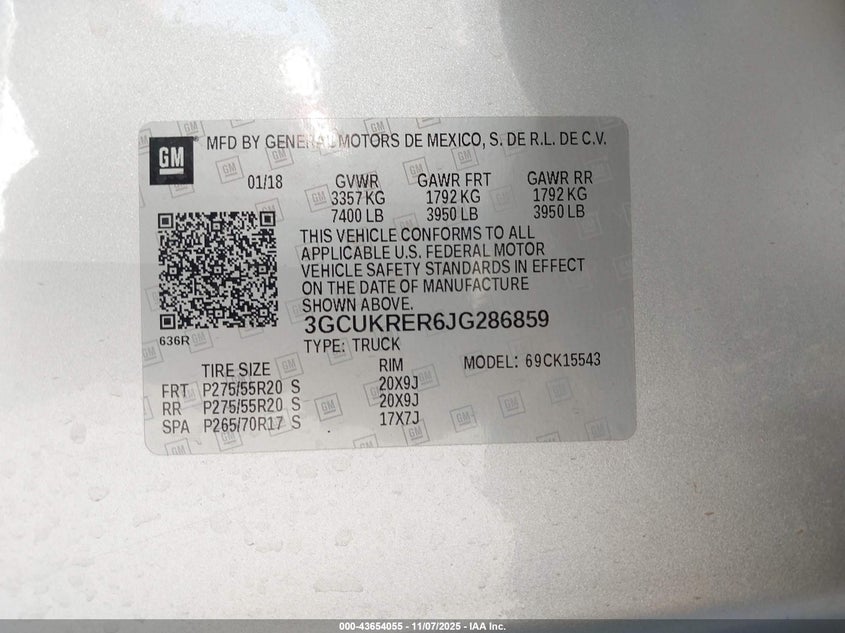 GM
MFD BY GENERAL MOTORS DE MEXICO, S. DE R.L. DE C.V.
01/18 GVWR GAWR FRT GAWR RR
3357 KG 1792 KG 1792 KG
7400 LB 3950 LB 3950 LB
THIS VEHICLE CONFORMS TO ALL
APPLICABLE U.S. FEDERAL MOTOR
VEHICLE SAFETY STANDARDS IN EFFECT
ON THE DATE OF MANUFACTURE
SHOWN ABOVE.
3GCUKRER6JG286859
636R
TYPE: TRUCK
TIRE SIZE RIM MODEL: 69CK15543
FRT P275/55R20 S 20X9J
RR P275/55R20 S 20X9J
SPA P265/70R17 S 17X7J
000-43654055 - 11/07/2025 - IAA Inc.